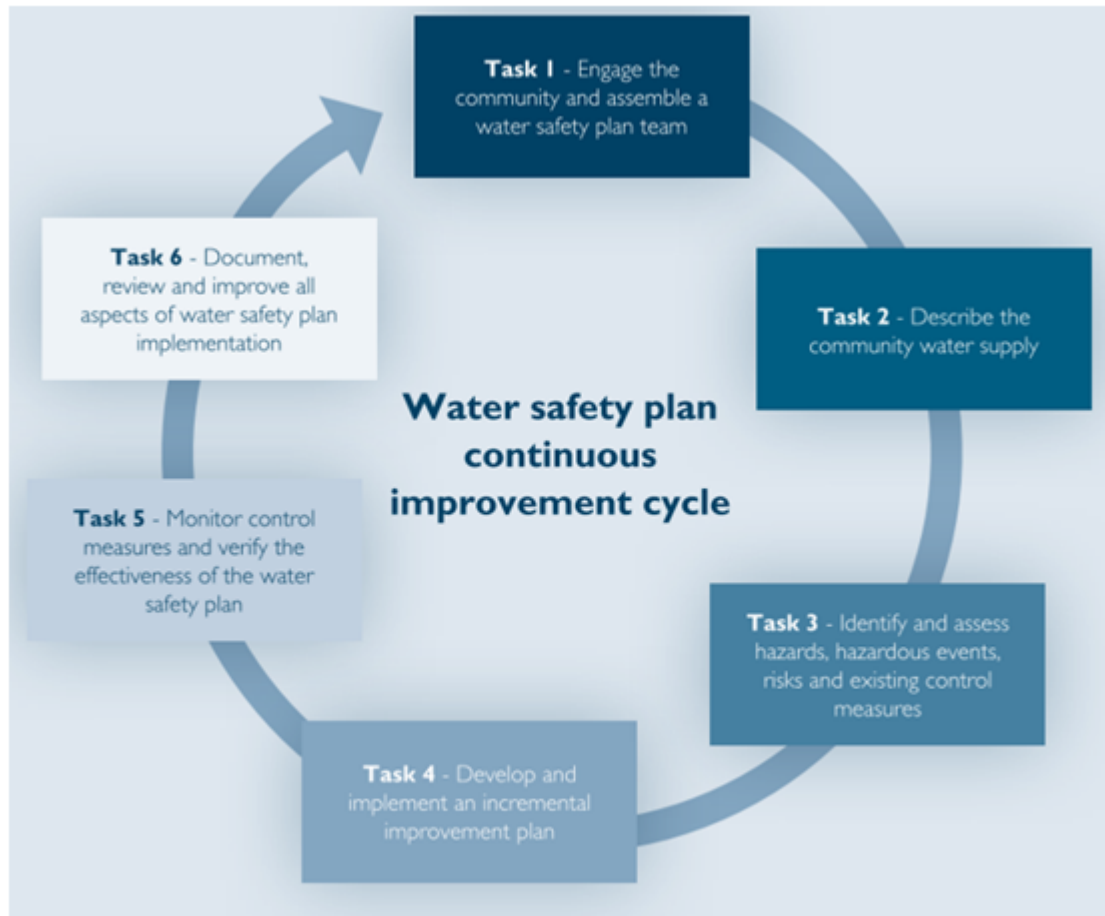 Task 1 - Engage the
community and assemble a
water safety plan team
Task 2 - Describe the
community water supply
Task 3 - Identify and assess
hazards, hazardous events,
risks and existing control
measures
Task 4 - Develop and
implement an incremental
improvement plan
Task 5 - Monitor control
measures and verify the
effectiveness of the water
safety plan
Task 6 - Document,
review and improve all
aspects of water safety plan
implementation
Water safety plan
continuous
improvement cycle